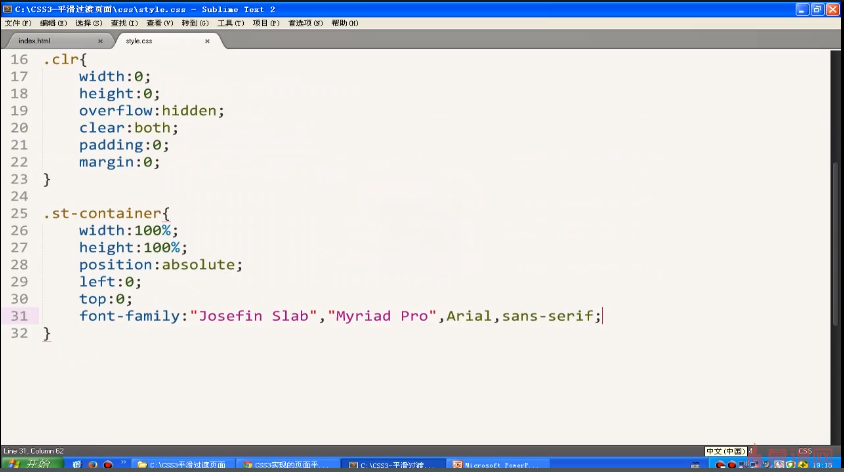 C:\CSS3-平滑过渡页面\css\style.css - Sublime Text 2
文件(F) 编辑(E) 选择(S) 查找(I) 查看(V) 转到(G) 工具(T) 项目(P) 首选项(N) 帮助(H)
index.html × style.css ×
16 .clr{
17 width:0;
18 height:0;
19 overflow:hidden;
20 clear:both;
21 padding:0;
22 margin:0;
23 }
24
25 .st-container{
26 width:100%;
27 height:100%;
28 position:absolute;
29 left:0;
30 top:0;
31 font-family:"Josefin Slab","Myriad Pro",Arial,sans-serif;
32 }
Line 31, Column 62 中文(中国) CSS
开始 C:\CSS3平滑过渡页面 CSS3实现的页面平... C:\CSS3-平滑过渡... Microsoft PowerP...